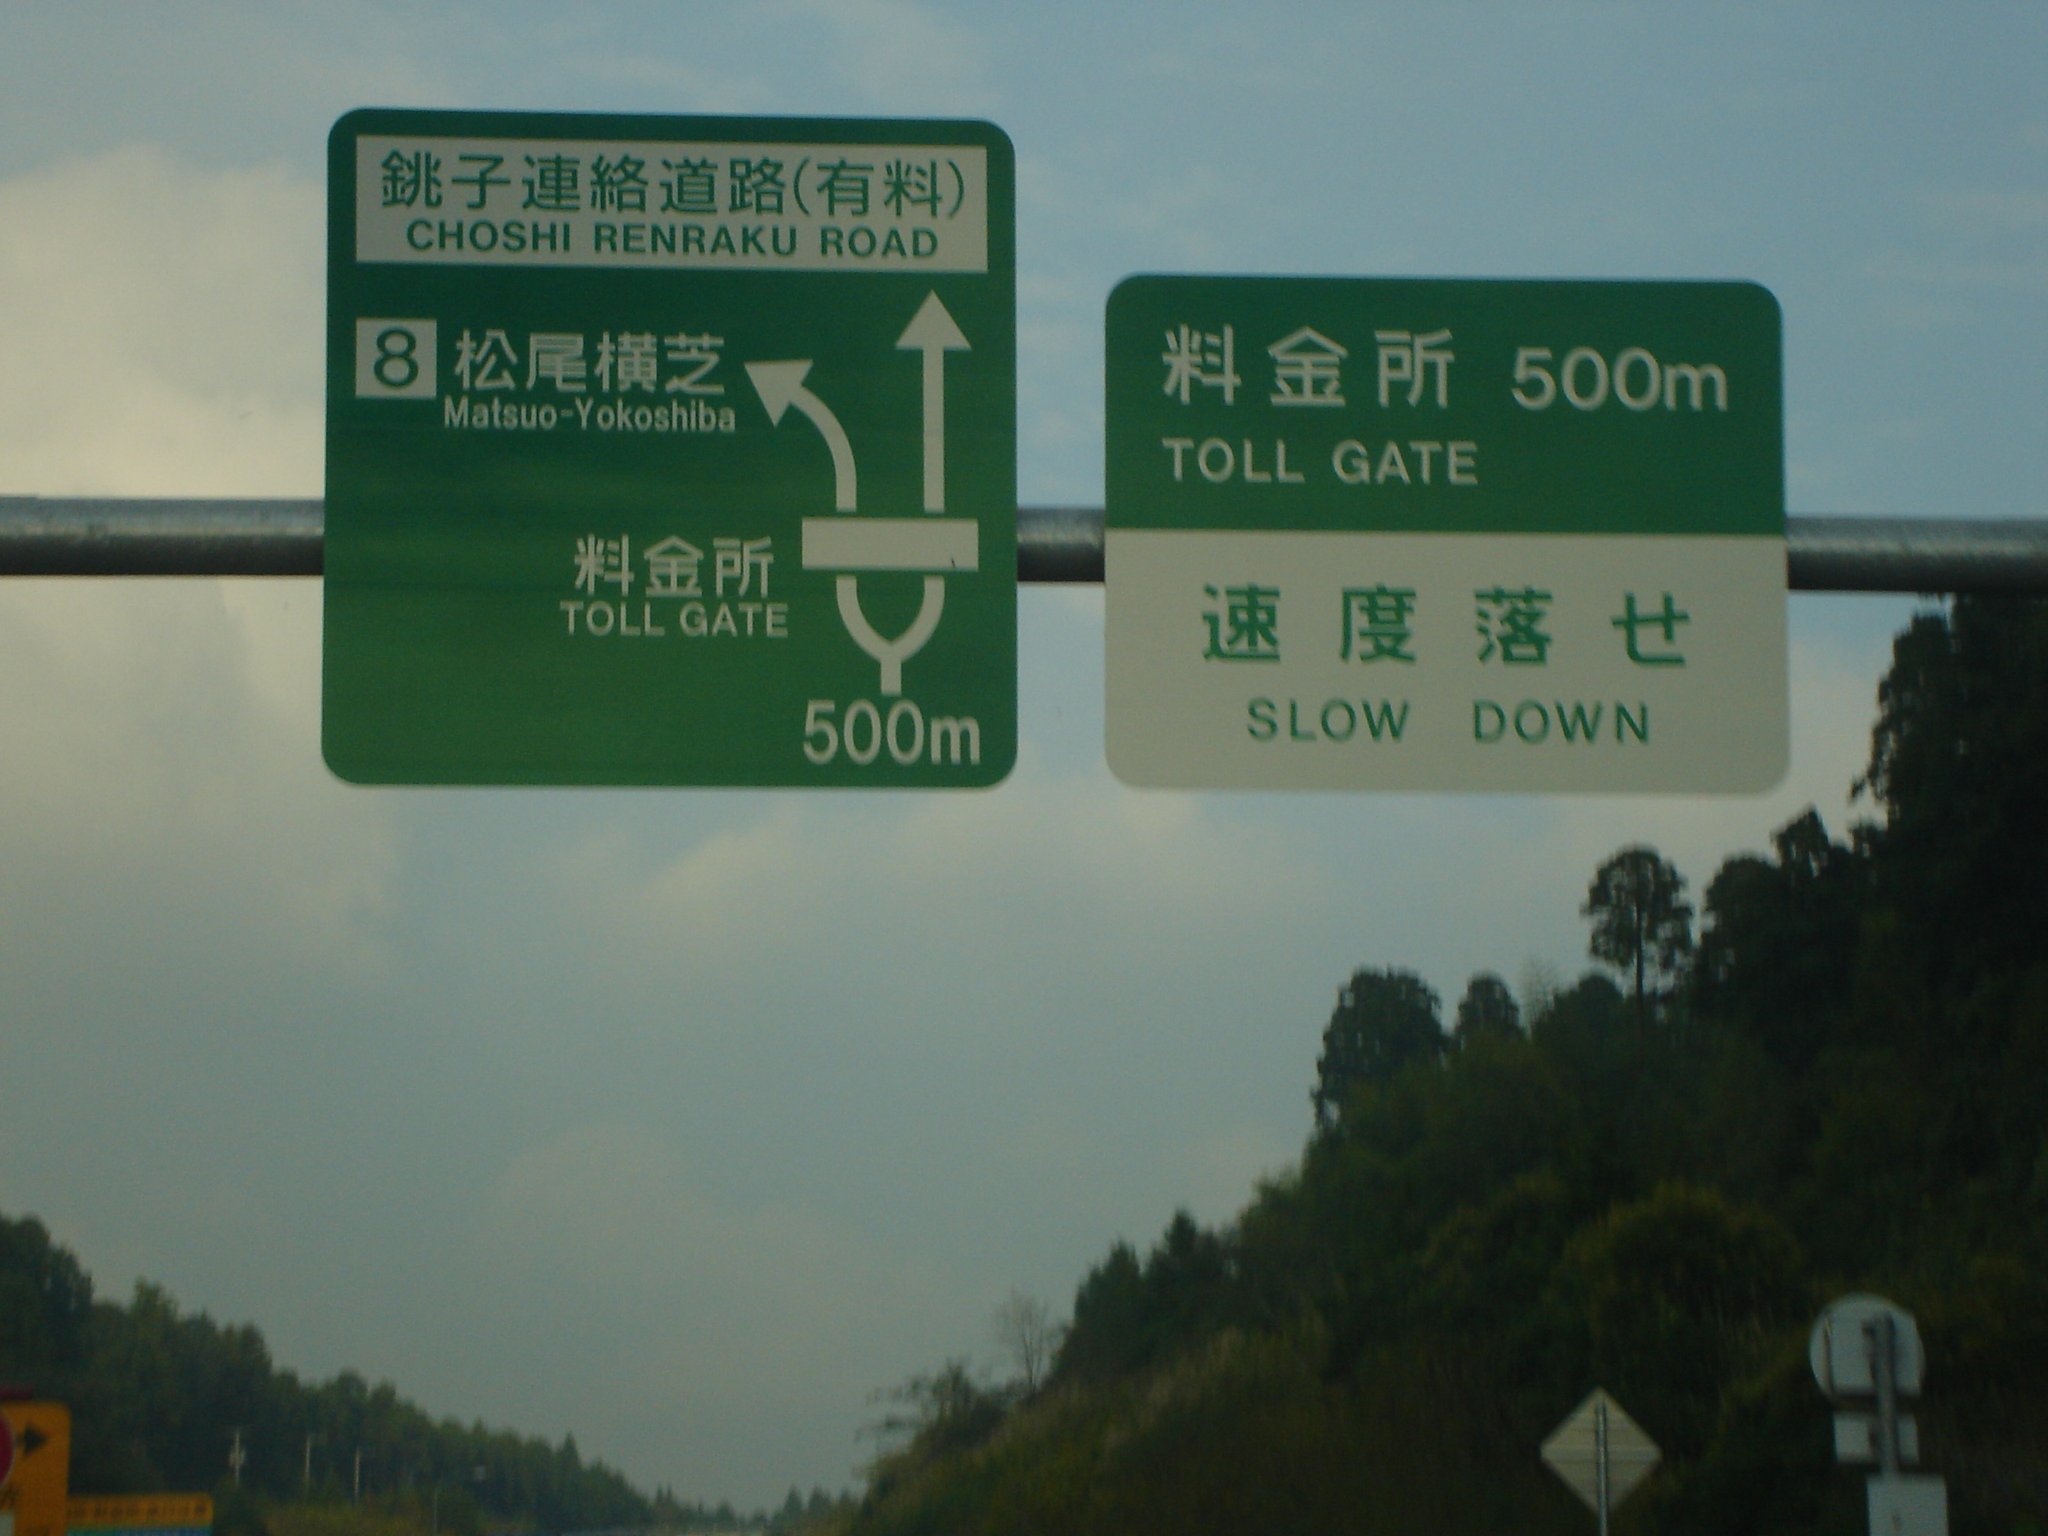 銚子連絡道路(有料)
CHOSHI RENRAKU ROAD
8 松尾横芝
Matsuo-Yokoshiba
料金所
TOLL GATE
500m
料金所 500m
TOLL GATE
速度落せ
SLOW DOWN